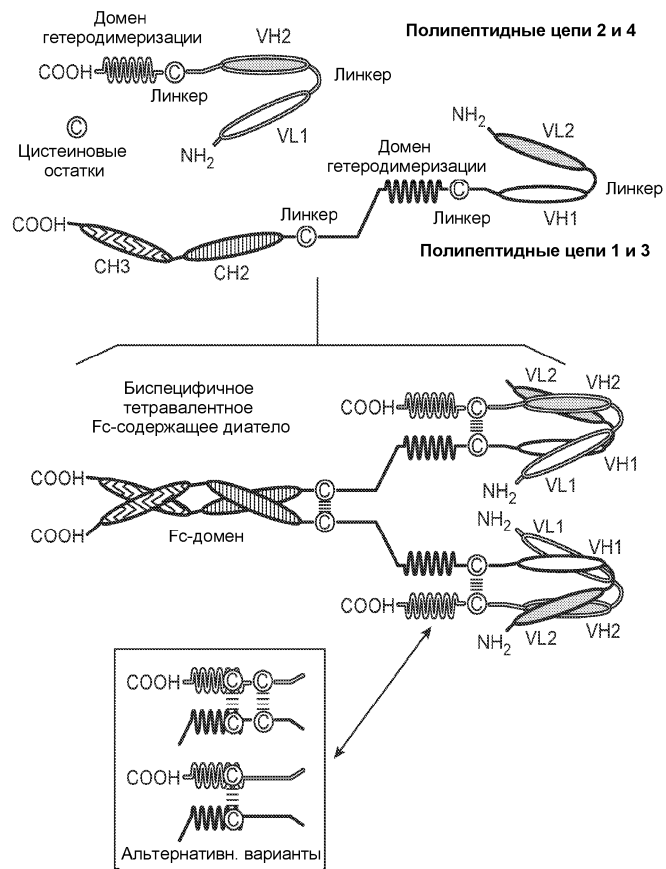 Домен
гетеродимеризации
VH2
Полипептидные цепи 2 и 4
COOH
C
Линкер
Линкер
VL1
NH2
C
Цистеиновые
остатки
Домен
гетеродимеризации
NH2
VL2
C
Линкер
Линкер
VH1
COOH
Линкер
C
CH3
CH2
Полипептидные цепи 1 и 3
Биспецифичное
тетравалентное
Fc-содержащее диатело
COOH
C
VL2
VH2
C
VH1
VL1
NH2
COOH
COOH
C
C
Fc-домен
NH2
VL1
VH1
C
COOH
C
NH2
VL2
VH2
COOH
C
C
C
C
COOH
C
C
Альтернативн. варианты